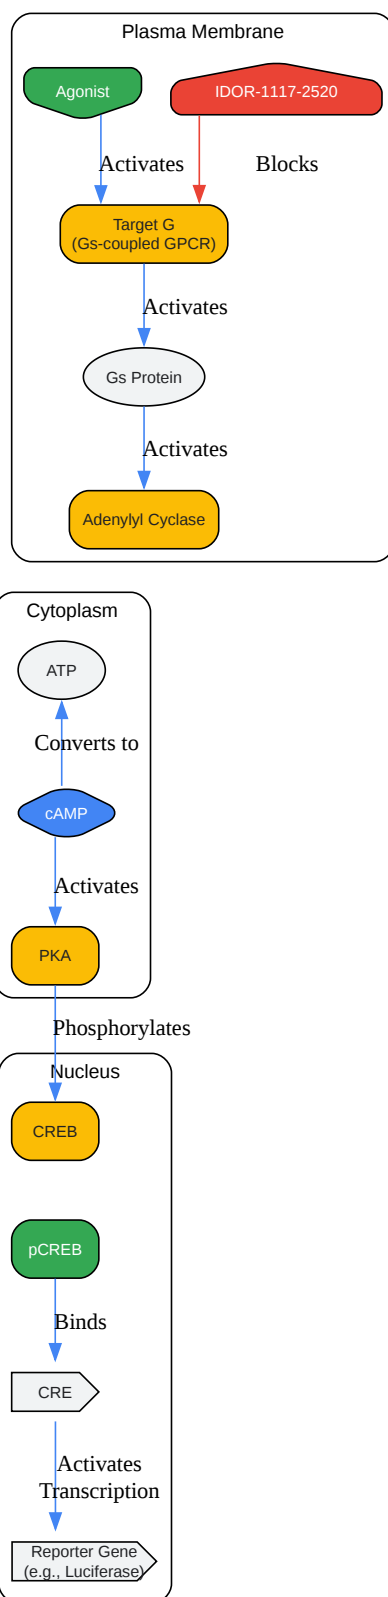 Plasma Membrane
Agonist
IDOR-1117-2520
Activates
Blocks
Target G
(Gs-coupled GPCR)
Activates
Gs Protein
Activates
Adenylyl Cyclase
Cytoplasm
ATP
Converts to
cAMP
Activates
PKA
Phosphorylates
Nucleus
CREB
pCREB
Binds
CRE
Activates
Transcription
Reporter Gene
(e.g., Luciferase)